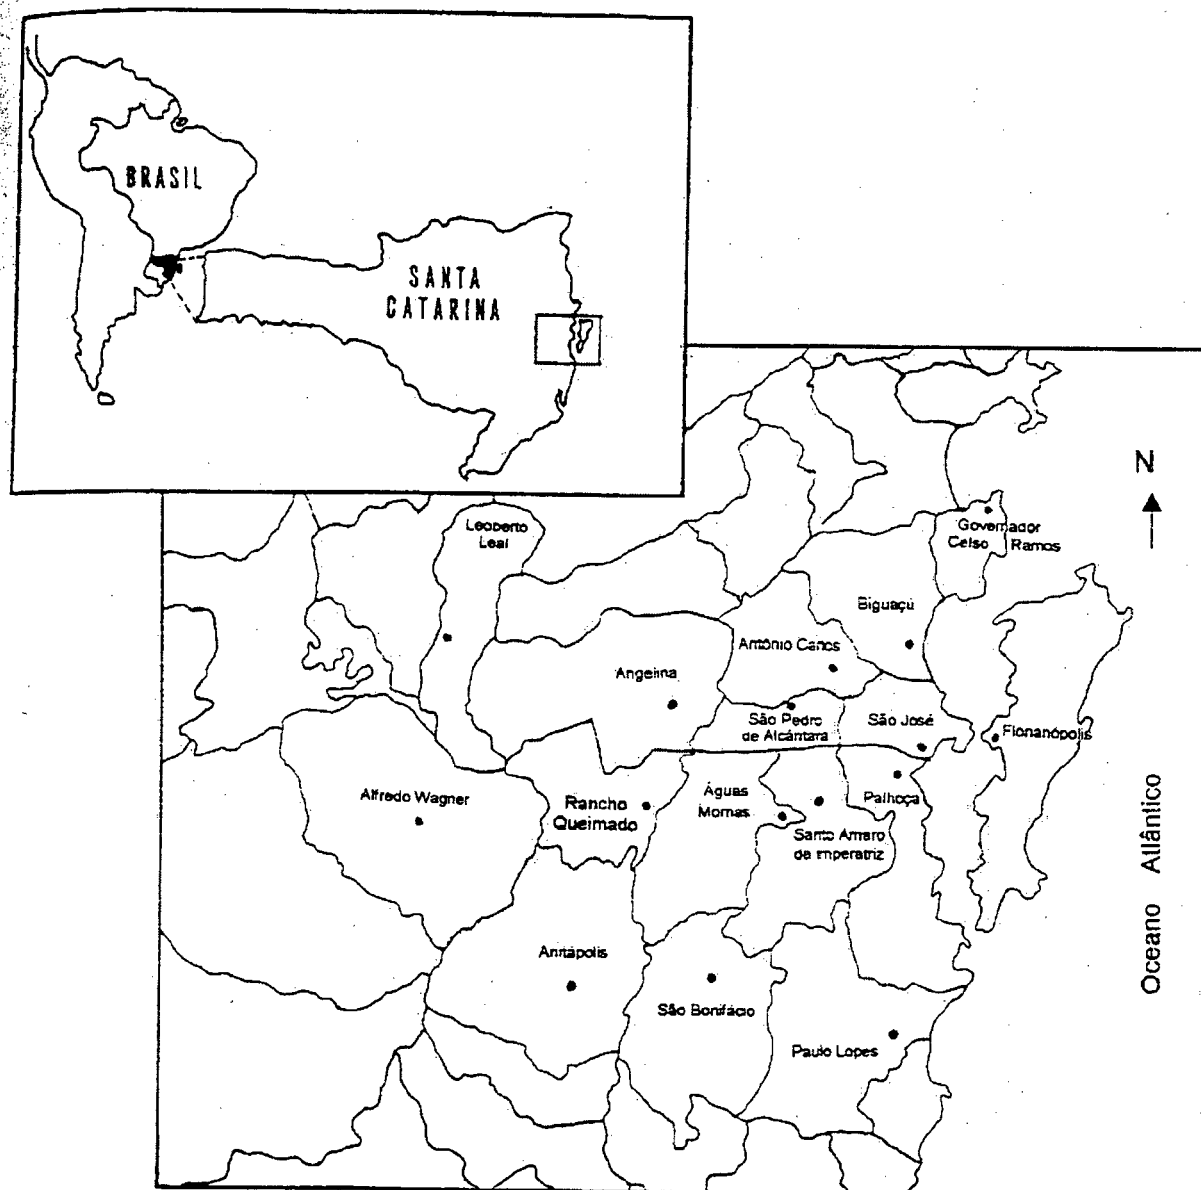 BRASIL
SANTA
CATARINA
N
Leoberto
Leal
Governador
Celso Ramos
Biguaçú
Antônio Carlos
Angelina
São Pedro
de Alcântara
São José
Florianópolis
Alfredo Wagner
Rancho
Queimado
Águas
Mornas
Palhoça
Santo Amaro
da Imperatriz
Anitápolis
São Bonifácio
Paulo Lopes
Oceano Atlântico